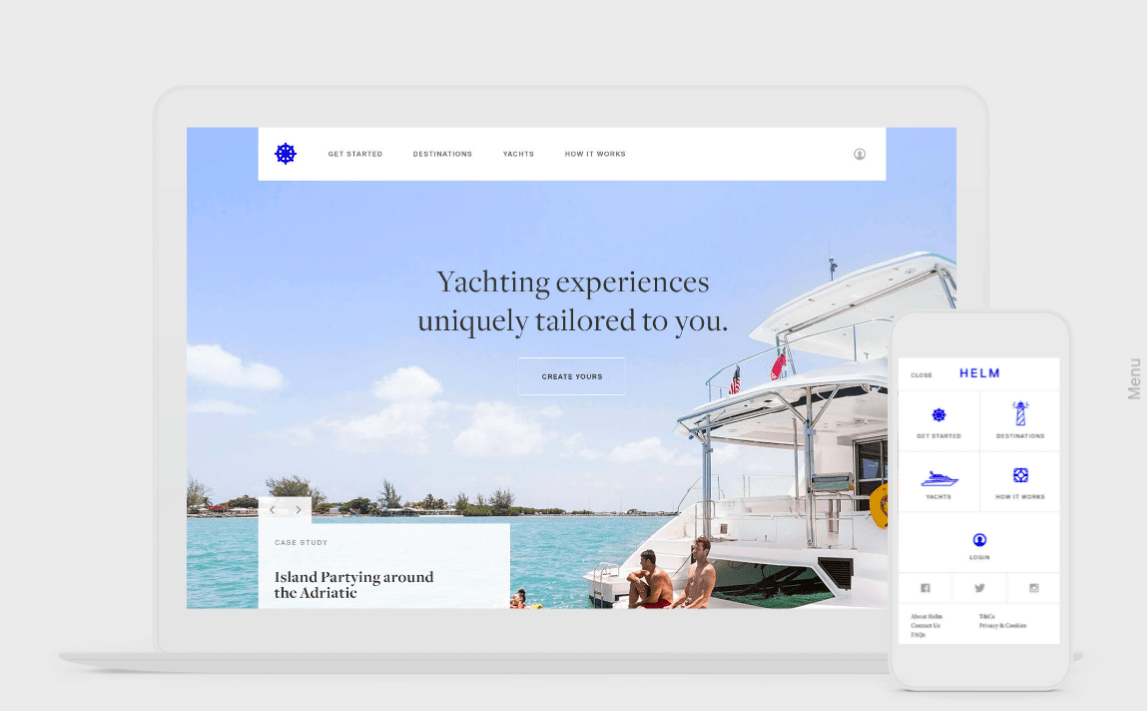 GET STARTED
DESTINATIONS
YACHTS
HOW IT WORKS
Yachting experiences
uniquely tailored to you.
CREATE YOURS
CASE STUDY
Island Partying around
the Adriatic
CLOSE
HELM
GET STARTED
DESTINATIONS
YACHTS
HOW IT WORKS
LOGIN
About Helm
T&Cs
Contact Us
Privacy & Cookies
FAQs
Menu